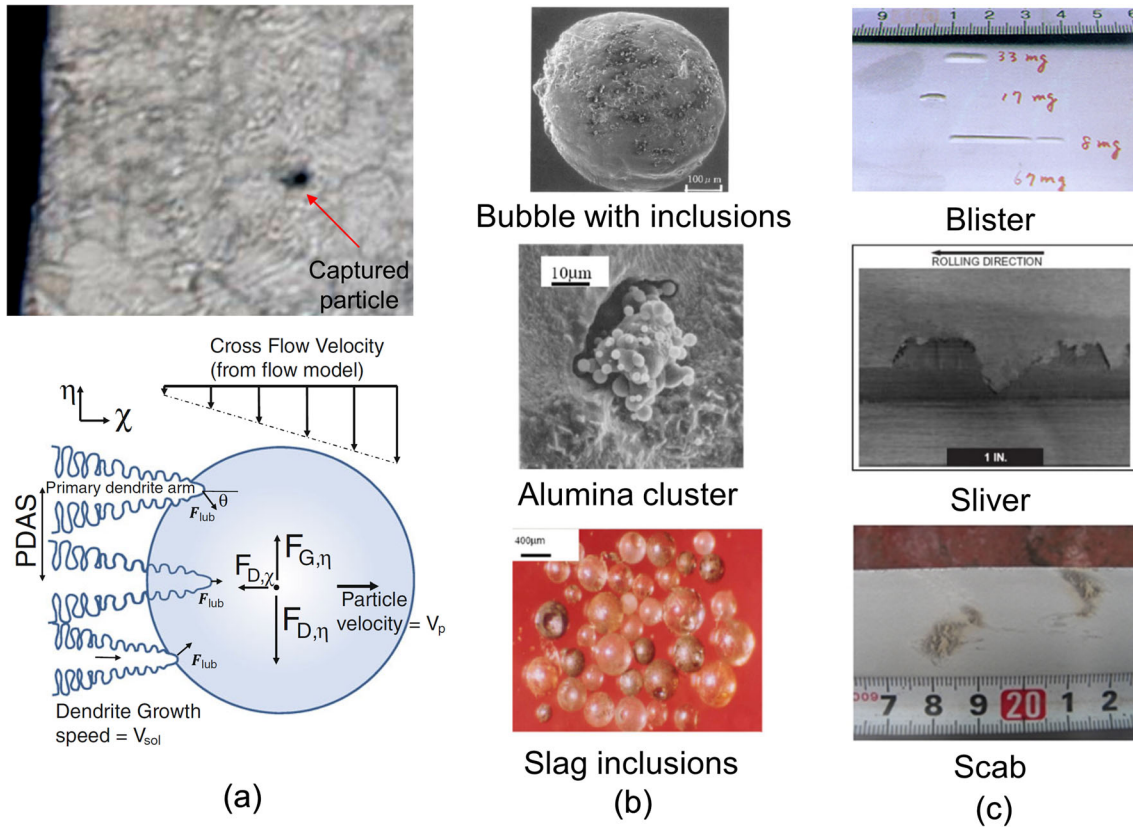 Captured
particle
Cross Flow Velocity
(from flow model)
η
χ
Primary dendrite arm
θ
F_lub
PDAS
F_G,η
F_D,χ
F_lub
Particle
velocity = V_p
F_D,η
F_lub
Dendrite Growth
speed = V_sol
(a)
100μm
Bubble with inclusions
10μm
Alumina cluster
400μm
Slag inclusions
(b)
9 1 2 3 4 5 6
33 mg
17 mg
8 mg
67 mg
Blister
ROLLING DIRECTION
1 IN.
Sliver
600 7 8 9 20 1 2
Scab
(c)